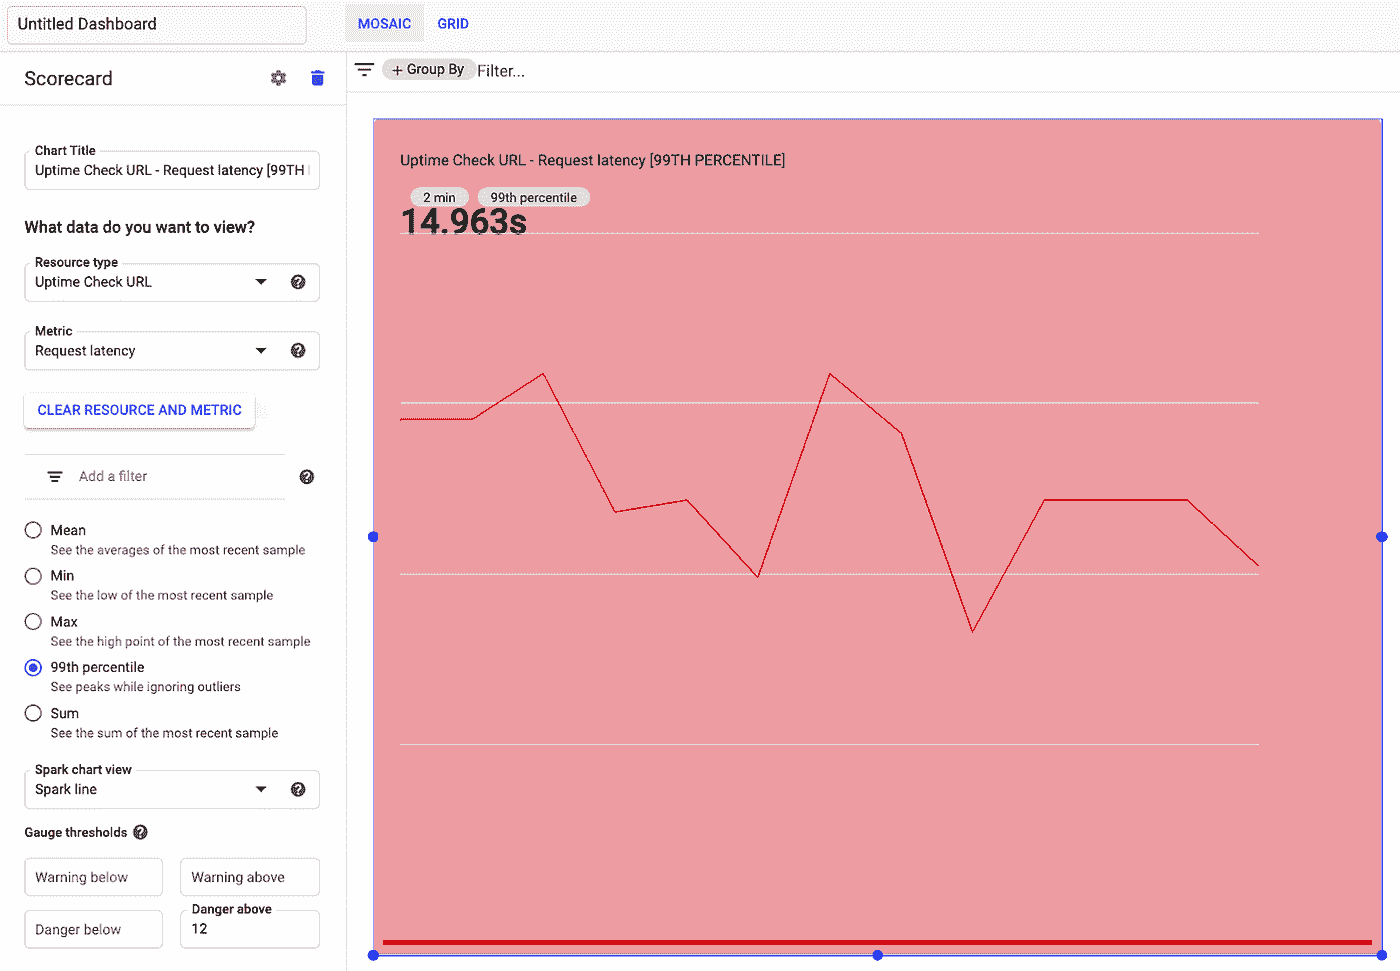 Untitled Dashboard
MOSAIC GRID
Scorecard
+ Group By Filter...
Chart Title
Uptime Check URL - Request latency [99TH
What data do you want to view?
Resource type
Uptime Check URL
Metric
Request latency
CLEAR RESOURCE AND METRIC
Add a filter
Mean
See the averages of the most recent sample
Min
See the low of the most recent sample
Max
See the high point of the most recent sample
99th percentile
See peaks while ignoring outliers
Sum
See the sum of the most recent sample
Spark chart view
Spark line
Gauge thresholds
Warning below
Warning above
Danger below
Danger above
12
Uptime Check URL - Request latency [99TH PERCENTILE]
2 min 99th percentile
14.963s